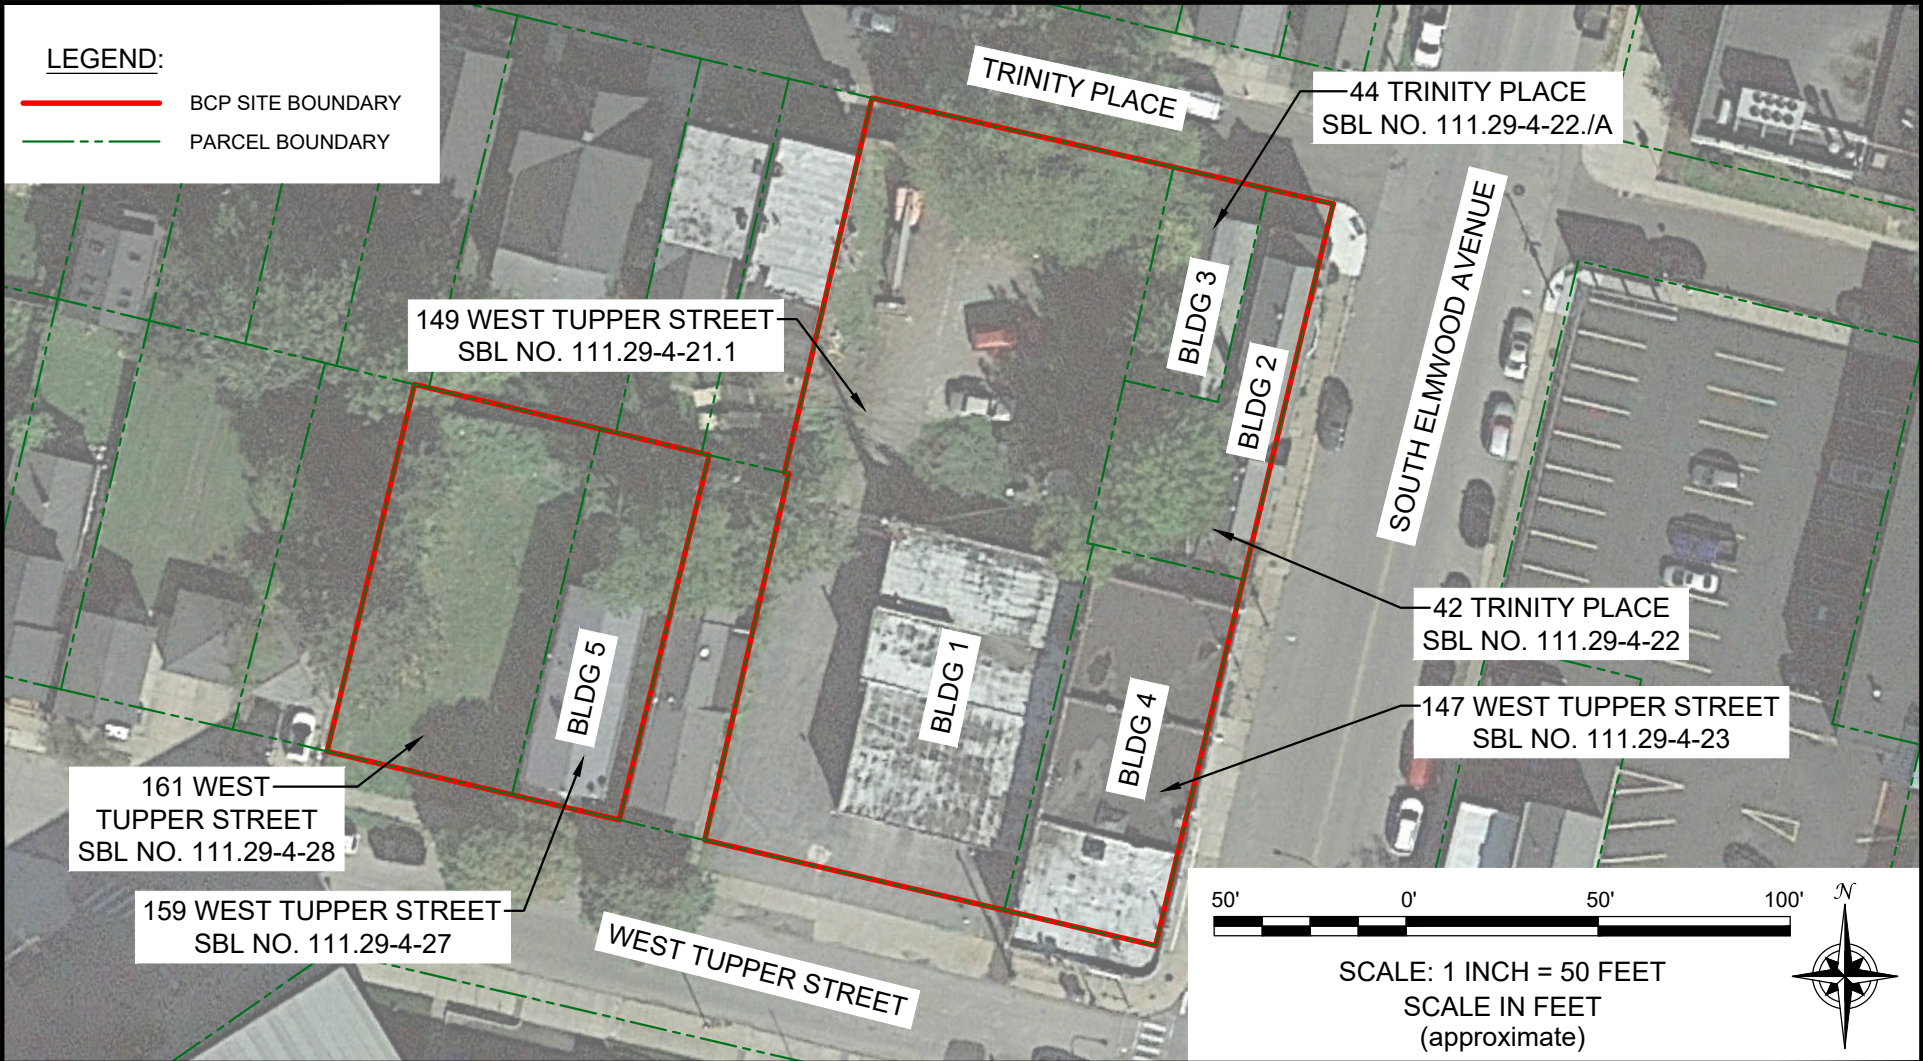 LEGEND:
BCP SITE BOUNDARY
PARCEL BOUNDARY
TRINITY PLACE
44 TRINITY PLACE
SBL NO. 111.29-4-22./A
SOUTH ELMWOOD AVENUE
BLDG 3
BLDG 2
149 WEST TUPPER STREET
SBL NO. 111.29-4-21.1
42 TRINITY PLACE
SBL NO. 111.29-4-22
BLDG 5
BLDG 1
BLDG 4
147 WEST TUPPER STREET
SBL NO. 111.29-4-23
161 WEST
TUPPER STREET
SBL NO. 111.29-4-28
159 WEST TUPPER STREET
SBL NO. 111.29-4-27
WEST TUPPER STREET
50' 0' 50' 100'
N
SCALE: 1 INCH = 50 FEET
SCALE IN FEET
(approximate)